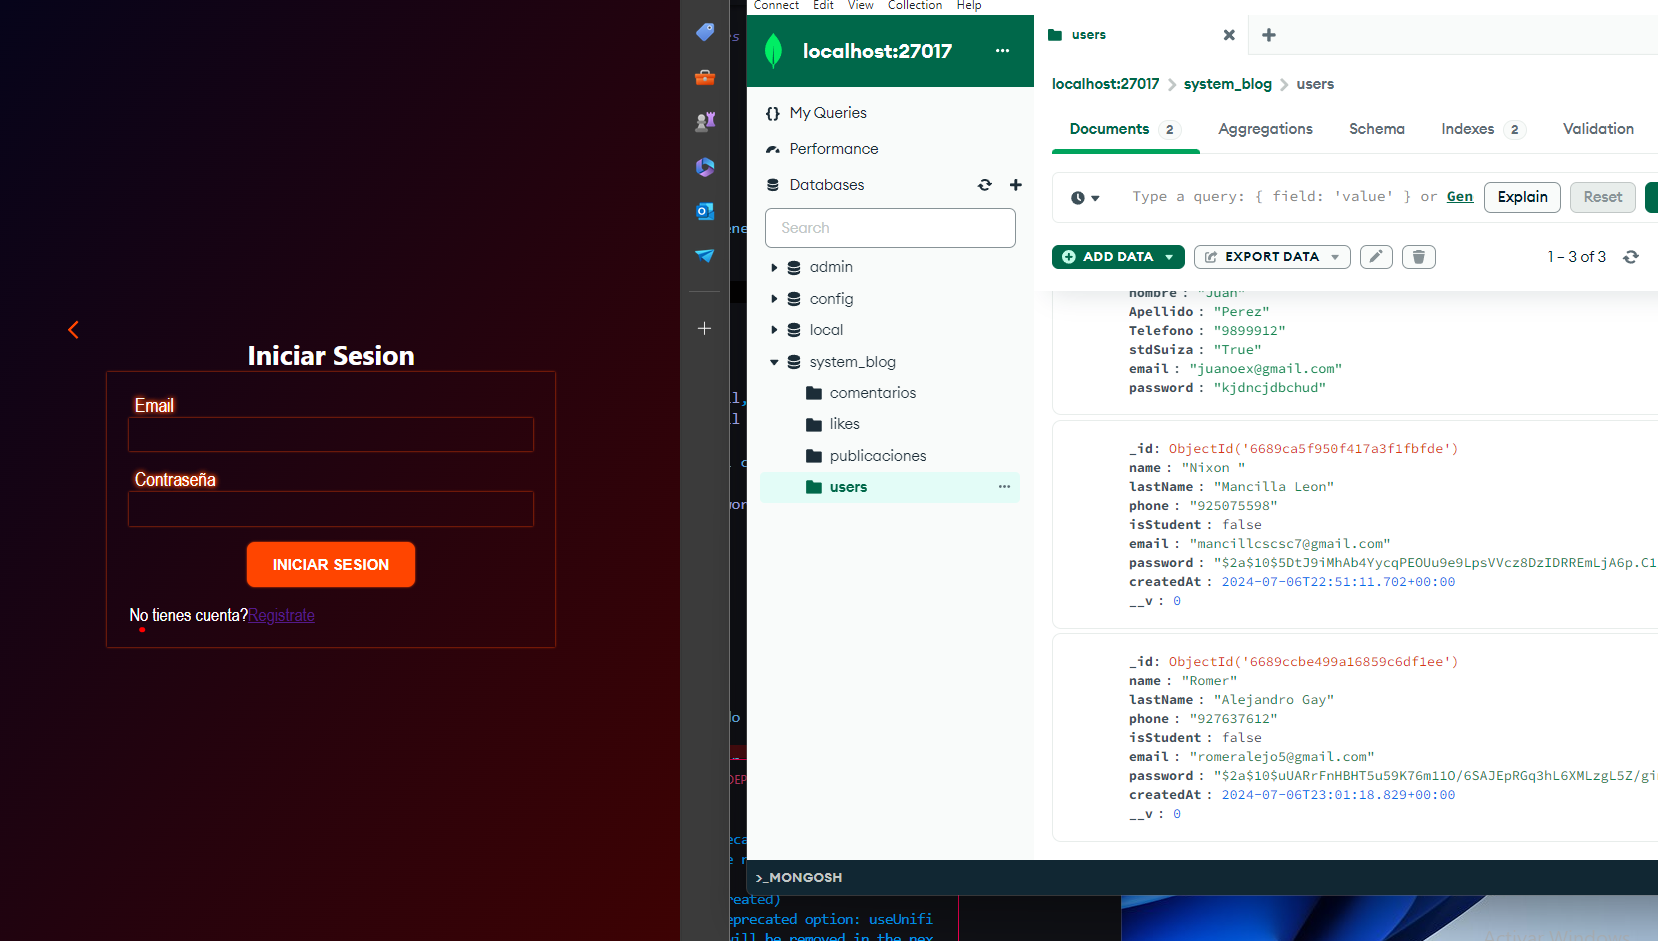 Iniciar Sesion
Email
Contraseña
INICIAR SESION
No tienes cuenta?Registrate
Connect Edit View Collection Help
localhost:27017 ...
{} My Queries
Performance
Databases
Search
admin
config
local
system_blog
comentarios
likes
publicaciones
users ...
>_MONGOSH
users
localhost:27017 > system_blog > users
Documents 2 Aggregations Schema Indexes 2 Validation
Type a query: { field: 'value' } or Gen Explain Reset
ADD DATA EXPORT DATA 1 – 3 of 3
nombre : "Juan"
Apellido : "Perez"
Telefono : "9899912"
stdSuiza : "True"
email : "juanoex@gmail.com"
password : "kjdncjdbchud"
_id: ObjectId('6689ca5f950f417a3f1fbfde')
name : "Nixon "
lastName : "Mancilla Leon"
phone : "925075598"
isStudent : false
email : "mancillcscsc7@gmail.com"
password : "$2a$10$5DtJ9iMhAb4YycqPEOUu9e9LpsVVcz8DzIDRREmLjA6p.C1
createdAt : 2024-07-06T22:51:11.702+00:00
__v : 0
_id: ObjectId('6689ccbe499a16859c6df1ee')
name : "Romer"
lastName : "Alejandro Gay"
phone : "927637612"
isStudent : false
email : "romeralejo5@gmail.com"
password : "$2a$10$uUARrFnHBHT5u59K76m11O/6SAJEpRGq3hL6XMLzgL5Z/gi
createdAt : 2024-07-06T23:01:18.829+00:00
__v : 0
reated)
eprecated option: useUnifi
will be removed in the nex